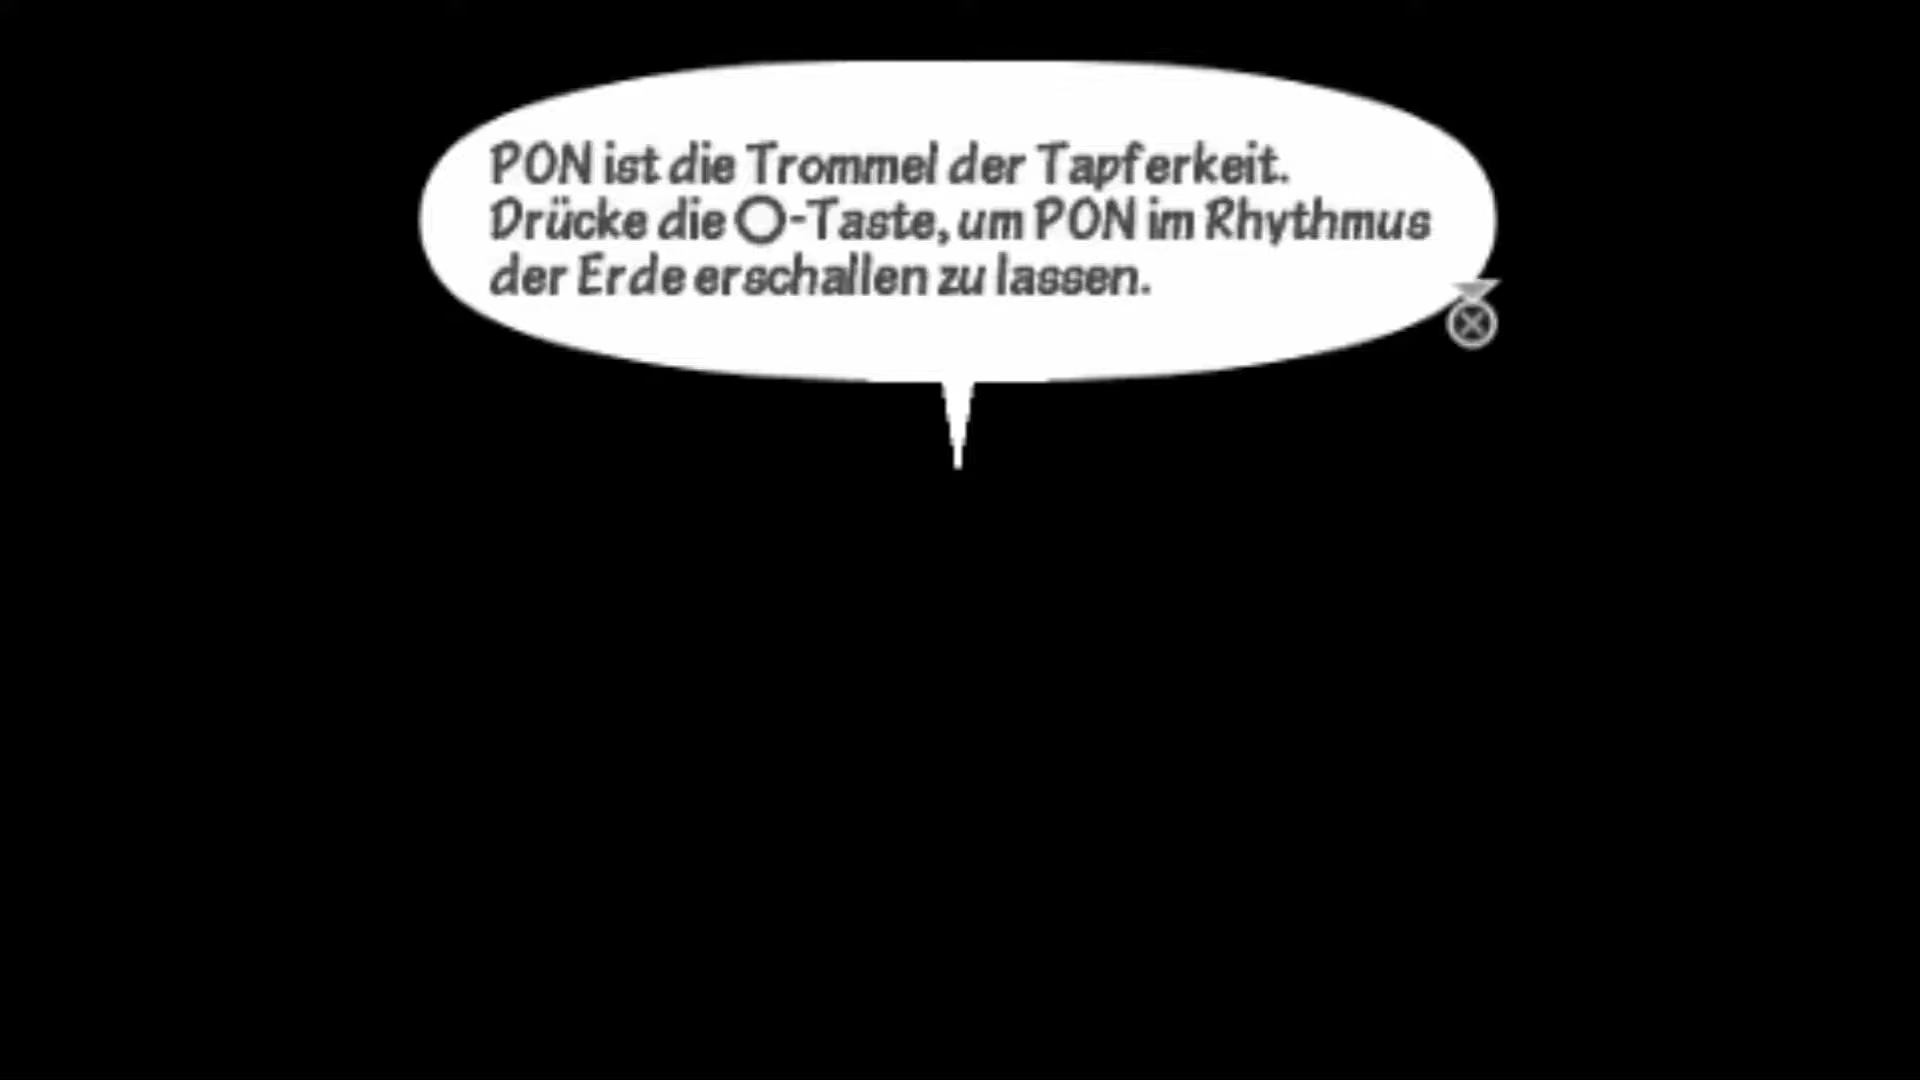 PON ist die Trommel der Tapferkeit.
Drücke die O-Taste, um PON im Rhythmus
der Erde erschallen zu lassen.